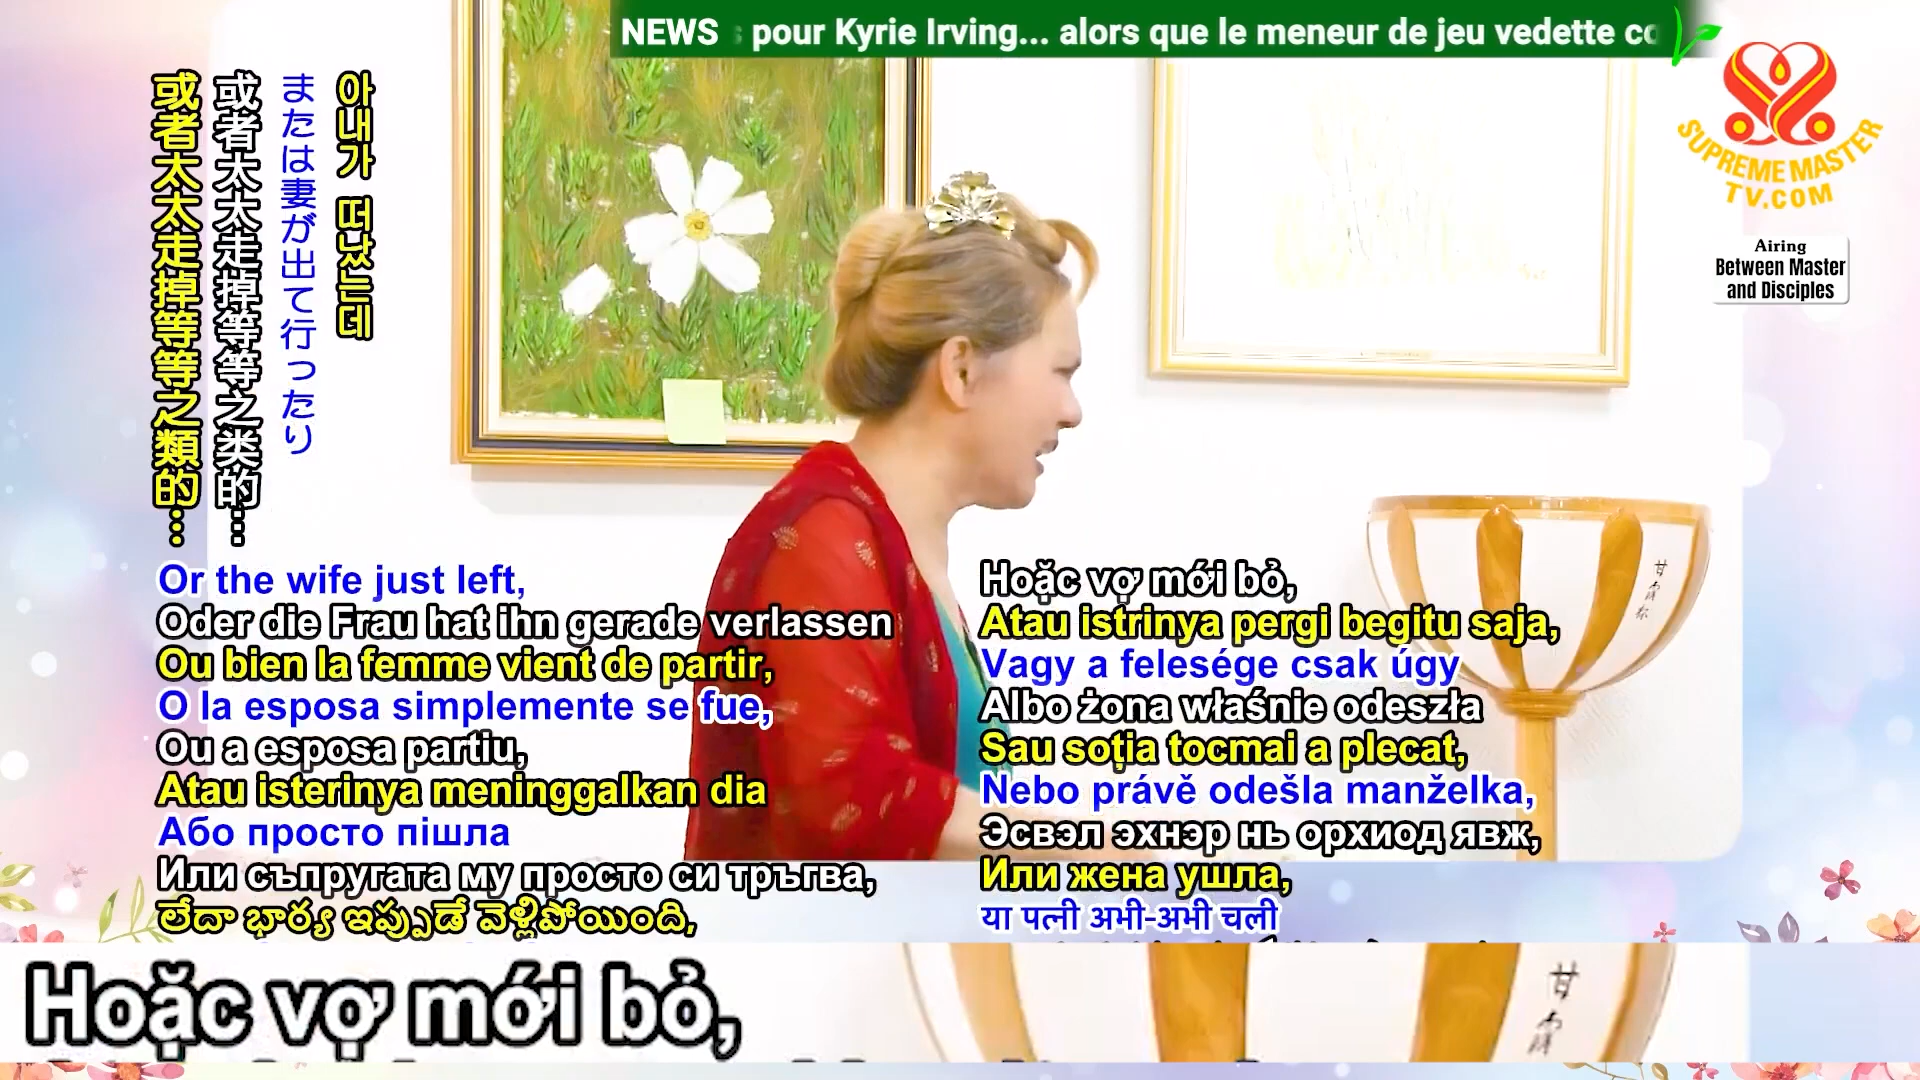 NEWS pour Kyrie Irving... alors que le meneur de jeu vedette
SUPREME MASTER
TV.COM
Airing
Between Master
and Disciples
아내가 떠났는데
または妻が出て行ったり
或者太太走掉等等之类的…
或者太太走掉等等之類的…
Or the wife just left,
Oder die Frau hat ihn gerade verlassen
Ou bien la femme vient de partir,
O la esposa simplemente se fue,
Ou a esposa partiu,
Atau isterinya meninggalkan dia
Або просто пішла
Или съпругата му просто си тръгва,
లేదా భార్య ఇప్పుడే వెళ్లిపోయింది,
Hoặc vợ mới bỏ,
Atau istrinya pergi begitu saja,
Vagy a felesége csak úgy
Albo żona właśnie odeszła
Sau soția tocmai a plecat,
Nebo právě odešla manželka,
Эсвэл эхнэр нь орхиод явж,
Или жена ушла,
या पत्नी अभी-अभी चली
甘露
Hoặc vợ mới bỏ,
甘露